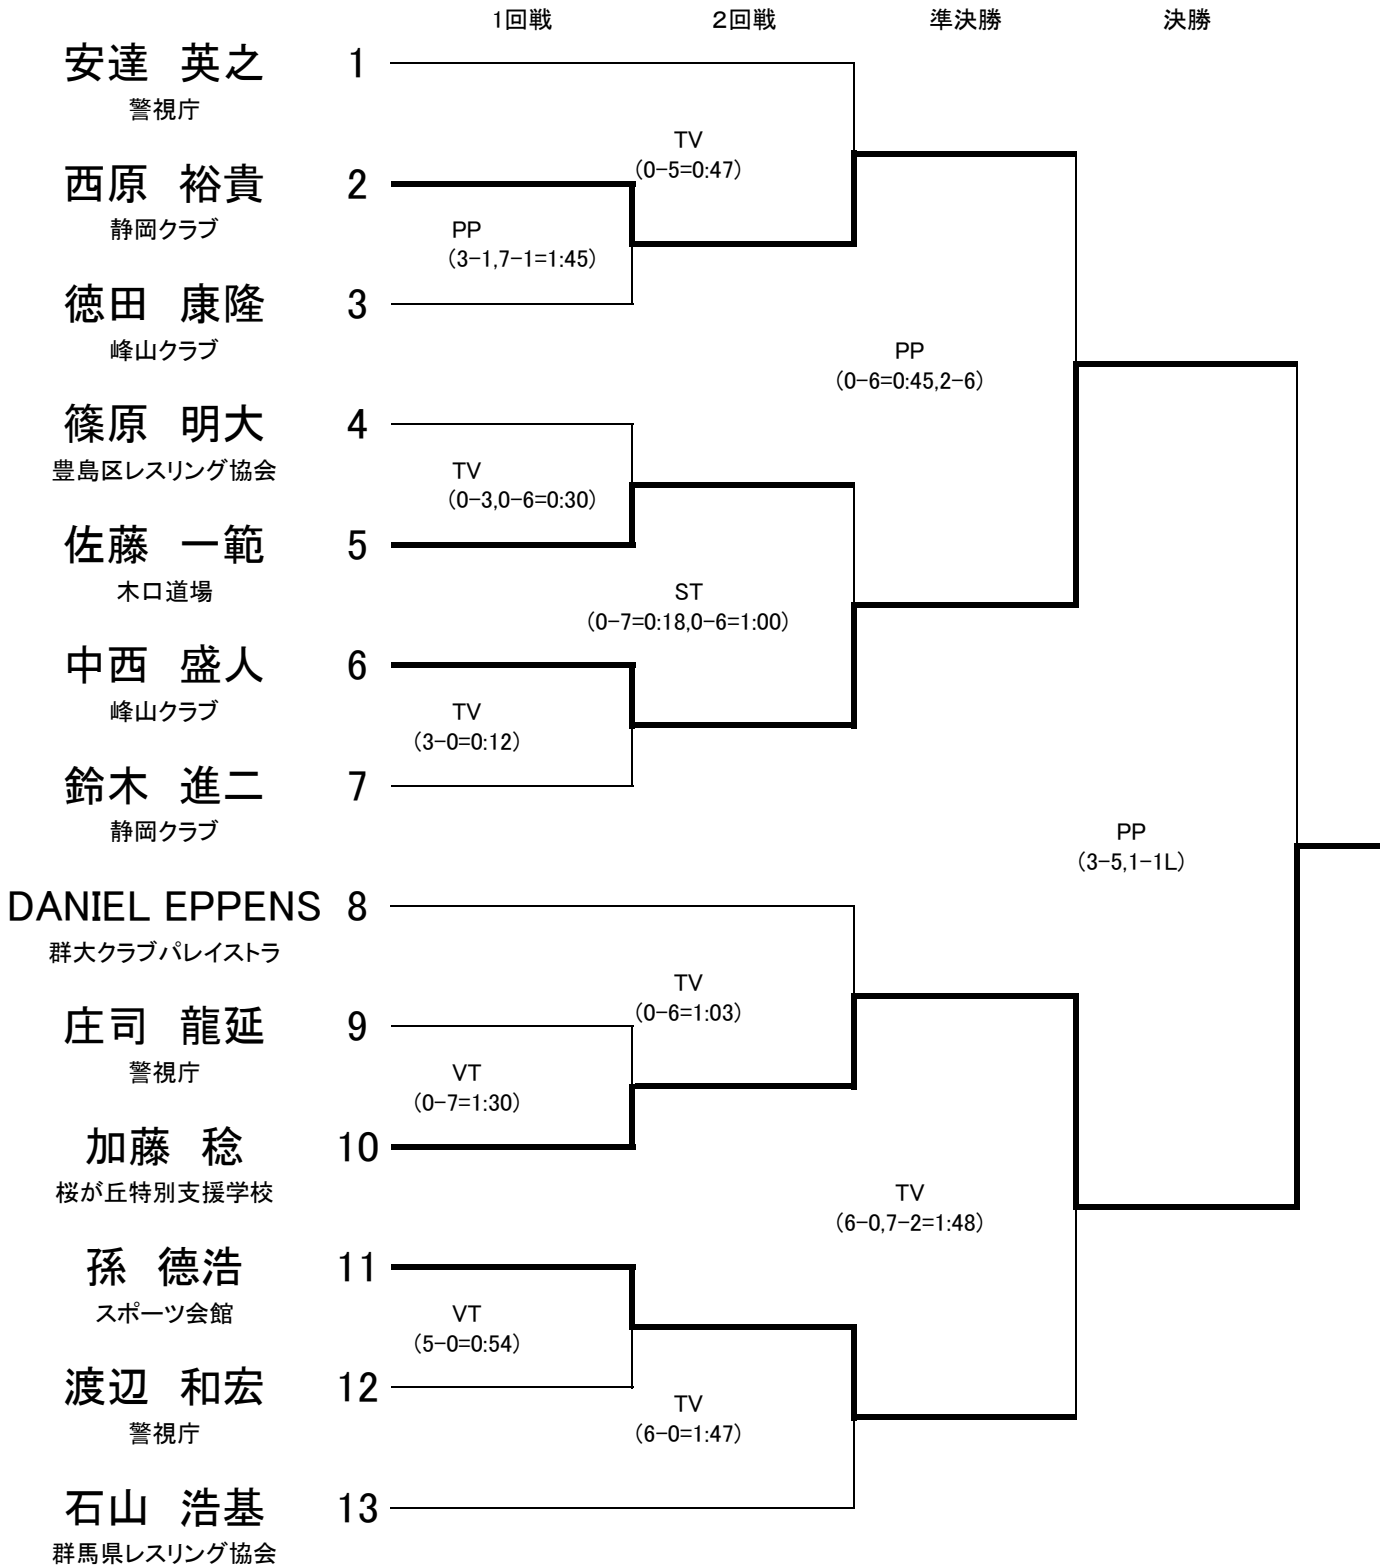 1回戦 2回戦 準決勝 決勝
安達 英之 1
警視庁
TV
(0-5=0:47)
西原 裕貴 2
静岡クラブ
PP
(3-1,7-1=1:45)
徳田 康隆 3
峰山クラブ
PP
(0-6=0:45,2-6)
篠原 明大 4
豊島区レスリング協会
TV
(0-3,0-6=0:30)
佐藤 一範 5
木口道場
ST
(0-7=0:18,0-6=1:00)
中西 盛人 6
峰山クラブ
TV
(3-0=0:12)
鈴木 進二 7
静岡クラブ
PP
(3-5,1-1L)
DANIEL EPPENS 8
群大クラブパレイストラ
TV
(0-6=1:03)
庄司 龍延 9
警視庁
VT
(0-7=1:30)
加藤 稔 10
桜が丘特別支援学校
TV
(6-0,7-2=1:48)
孫 徳浩 11
スポーツ会館
VT
(5-0=0:54)
渡辺 和宏 12
警視庁
TV
(6-0=1:47)
石山 浩基 13
群馬県レスリング協会